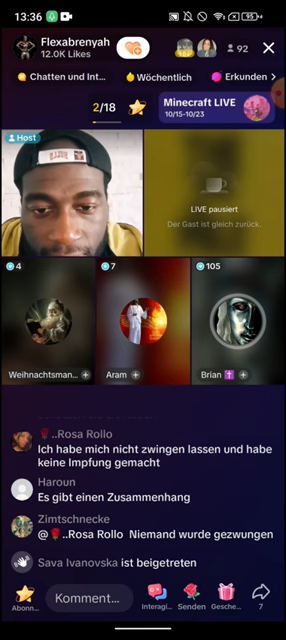 13:36
95%
Flexabrenyah
12.0K Likes
92
Chatten und Int...
Wöchentlich
Erkunden
2/18
Minecraft LIVE
10/15-10/23
Host
LIVE pausiert
Der Gast ist gleich zurück.
4
7
105
Weihnachtsman...
Aram
Brian
🌹..Rosa Rollo
Ich habe mich nicht zwingen lassen und habe
keine Impfung gemacht
Haroun
Es gibt einen Zusammenhang
Zimtschnecke
@🌹..Rosa Rollo Niemand wurde gezwungen
Sava Ivanovska ist beigetreten
Kommentar...
Abonn...
Interagi...
Senden
Gesche...
7